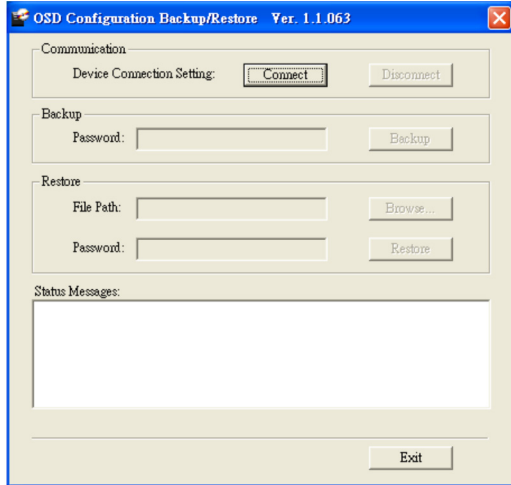 OSD Configuration Backup/Restore Ver. 1.1.063
Communication
Device Connection Setting: Connect Disconnect
Backup
Password: Backup
Restore
File Path: Browse...
Password: Restore
Status Messages:
Exit